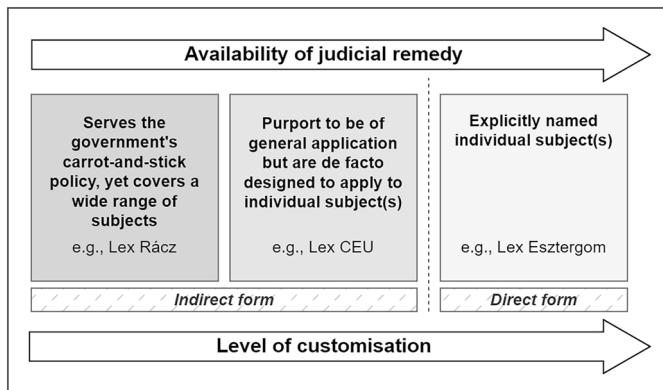 Availability of judicial remedy
Serves the
government's
carrot-and-stick
policy, yet covers a
wide range of
subjects
e.g., Lex Rácz
Purport to be of
general application
but are de facto
designed to apply to
individual subject(s)
e.g., Lex CEU
Explicitly named
individual subject(s)
e.g., Lex Esztergom
Indirect form
Direct form
Level of customisation